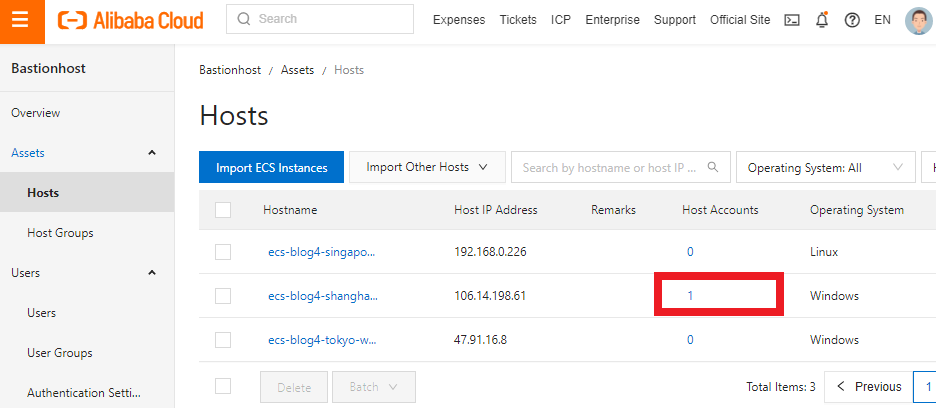 Alibaba Cloud Search Expenses Tickets ICP Enterprise Support Official Site EN
Bastionhost
Bastionhost / Assets / Hosts
Hosts
Overview
Assets
Import ECS Instances Import Other Hosts Search by hostname or host IP ... Operating System: All
Hosts
Hostname Host IP Address Remarks Host Accounts Operating System
Host Groups
ecs-blog4-singapo... 192.168.0.226 0 Linux
Users
ecs-blog4-shangha... 106.14.198.61 1 Windows
Users
ecs-blog4-tokyo-w... 47.91.16.8 0 Windows
User Groups
Delete Batch Total Items: 3 Previous 1
Authentication Setti...